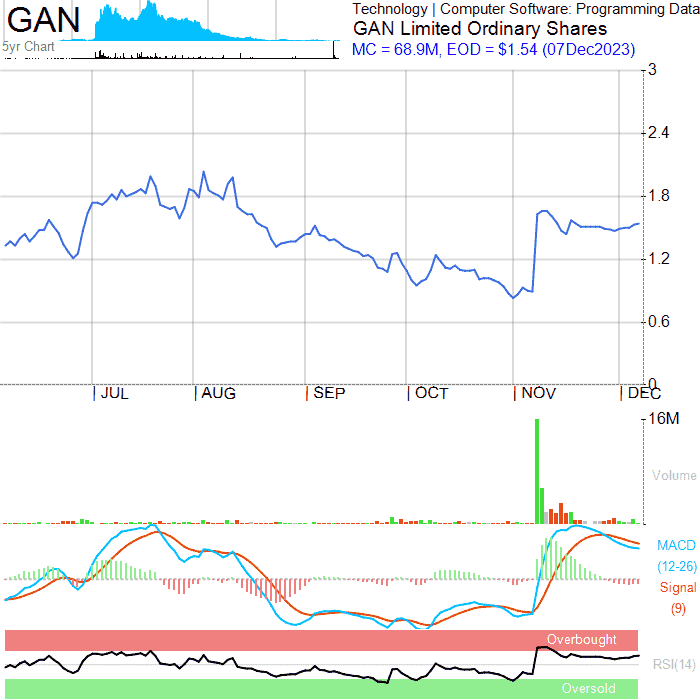 GAN
Technology | Computer Software: Programming Data
GAN Limited Ordinary Shares
5yr Chart
MC = 68.9M, EOD = $1.54 (07Dec2023)
3
2.4
1.8
1.2
0.6
0
JUL AUG SEP OCT NOV DEC
16M
Volume
MACD
(12-26)
Signal
(9)
Overbought
RSI(14)
Oversold